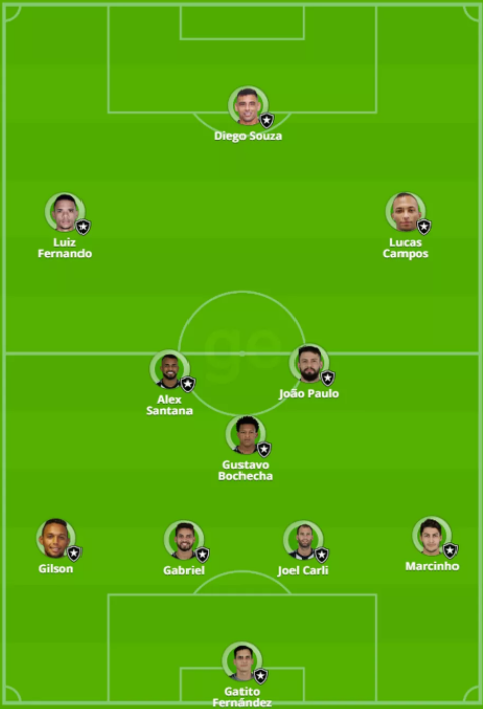 Diego Souza
Luiz
Fernando
Lucas
Campos
ge
Alex
Santana
João Paulo
Gustavo
Bochecha
Gilson
Gabriel
Joel Carli
Marcinho
Gatito
Fernández